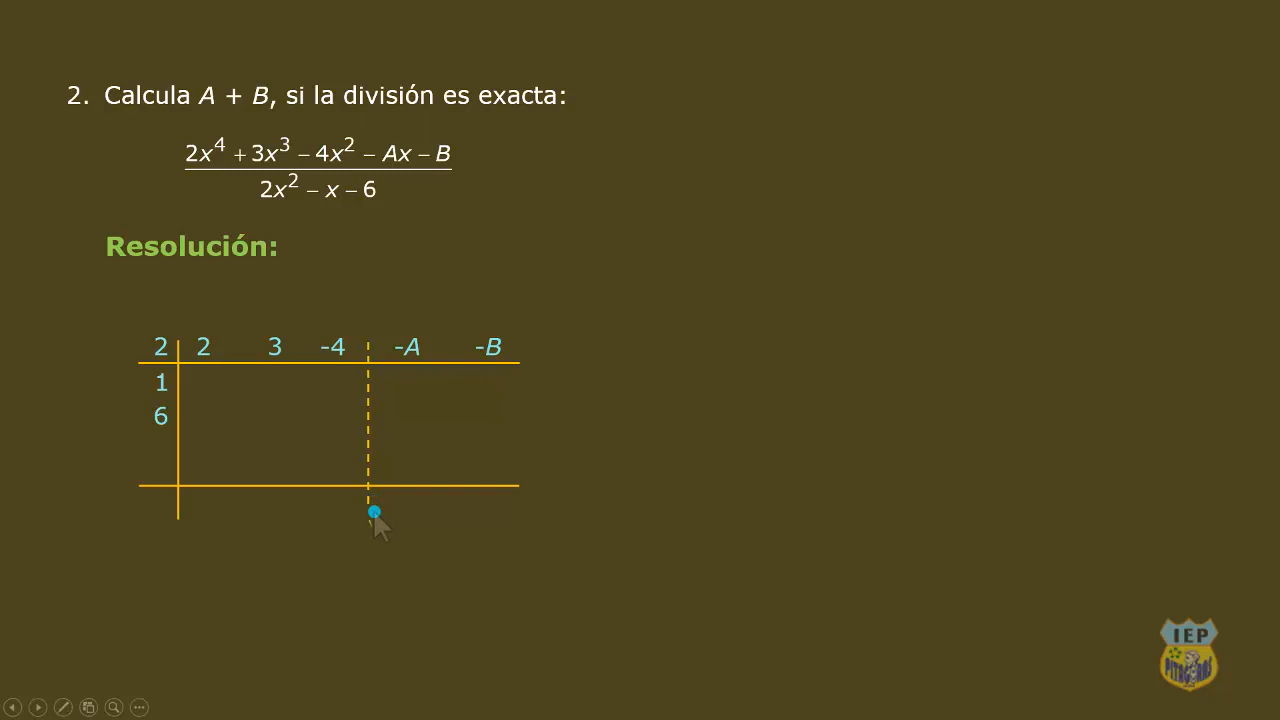 2. Calcula A + B, si la división es exacta:
2x⁴ + 3x³ – 4x² – Ax – B
2x² – x – 6
Resolución:
2 2 3 -4 -A -B
1
6
IEP
PITAGORAS